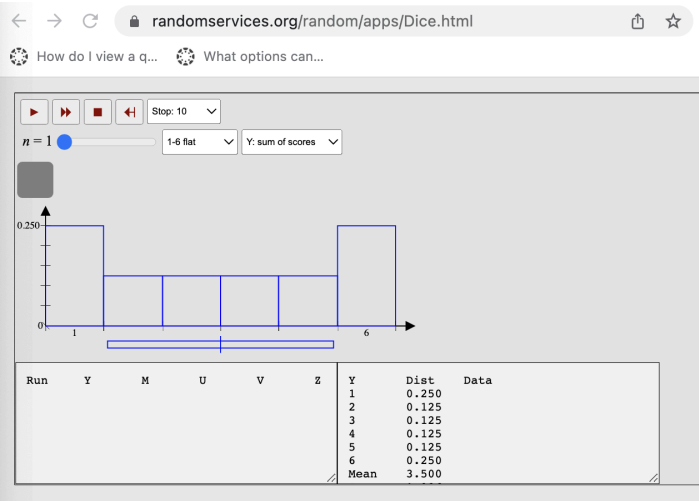 randomservices.org/random/apps/Dice.html
How do I view a q... What options can...
Stop: 10
n = 1 1-6 flat Y: sum of scores
0.250
0
1 6
Run Y M U V Z
Y Dist Data
1 0.250
2 0.125
3 0.125
4 0.125
5 0.125
6 0.250
Mean 3.500